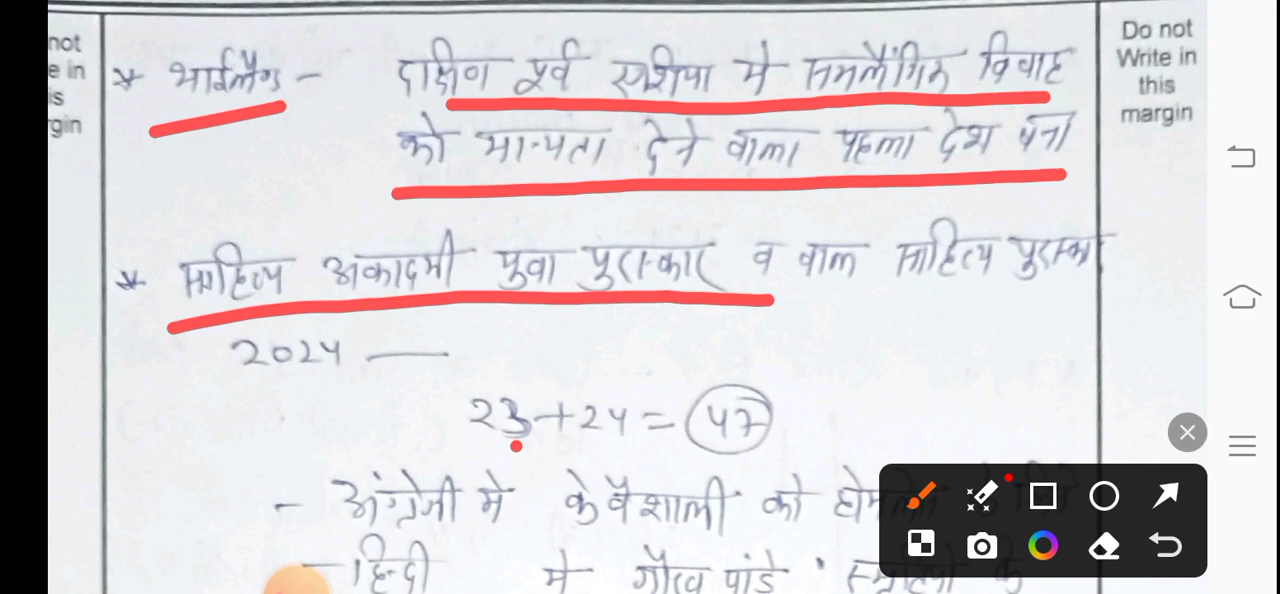 not
e in
is
gin
* थाईलैण्ड - दक्षिण पूर्व एशिया मे समलैंगिक विवाह
को मान्यता देने वाला पहला देश बना
Do not
Write in
this
margin
* साहित्य अकादमी युवा पुरस्कार व बाल साहित्य पुरस्का
2024 —
23+24 = 47
- अंग्रेजी मे के वैशाली को
- हिन्दी मे गौरव पांडे